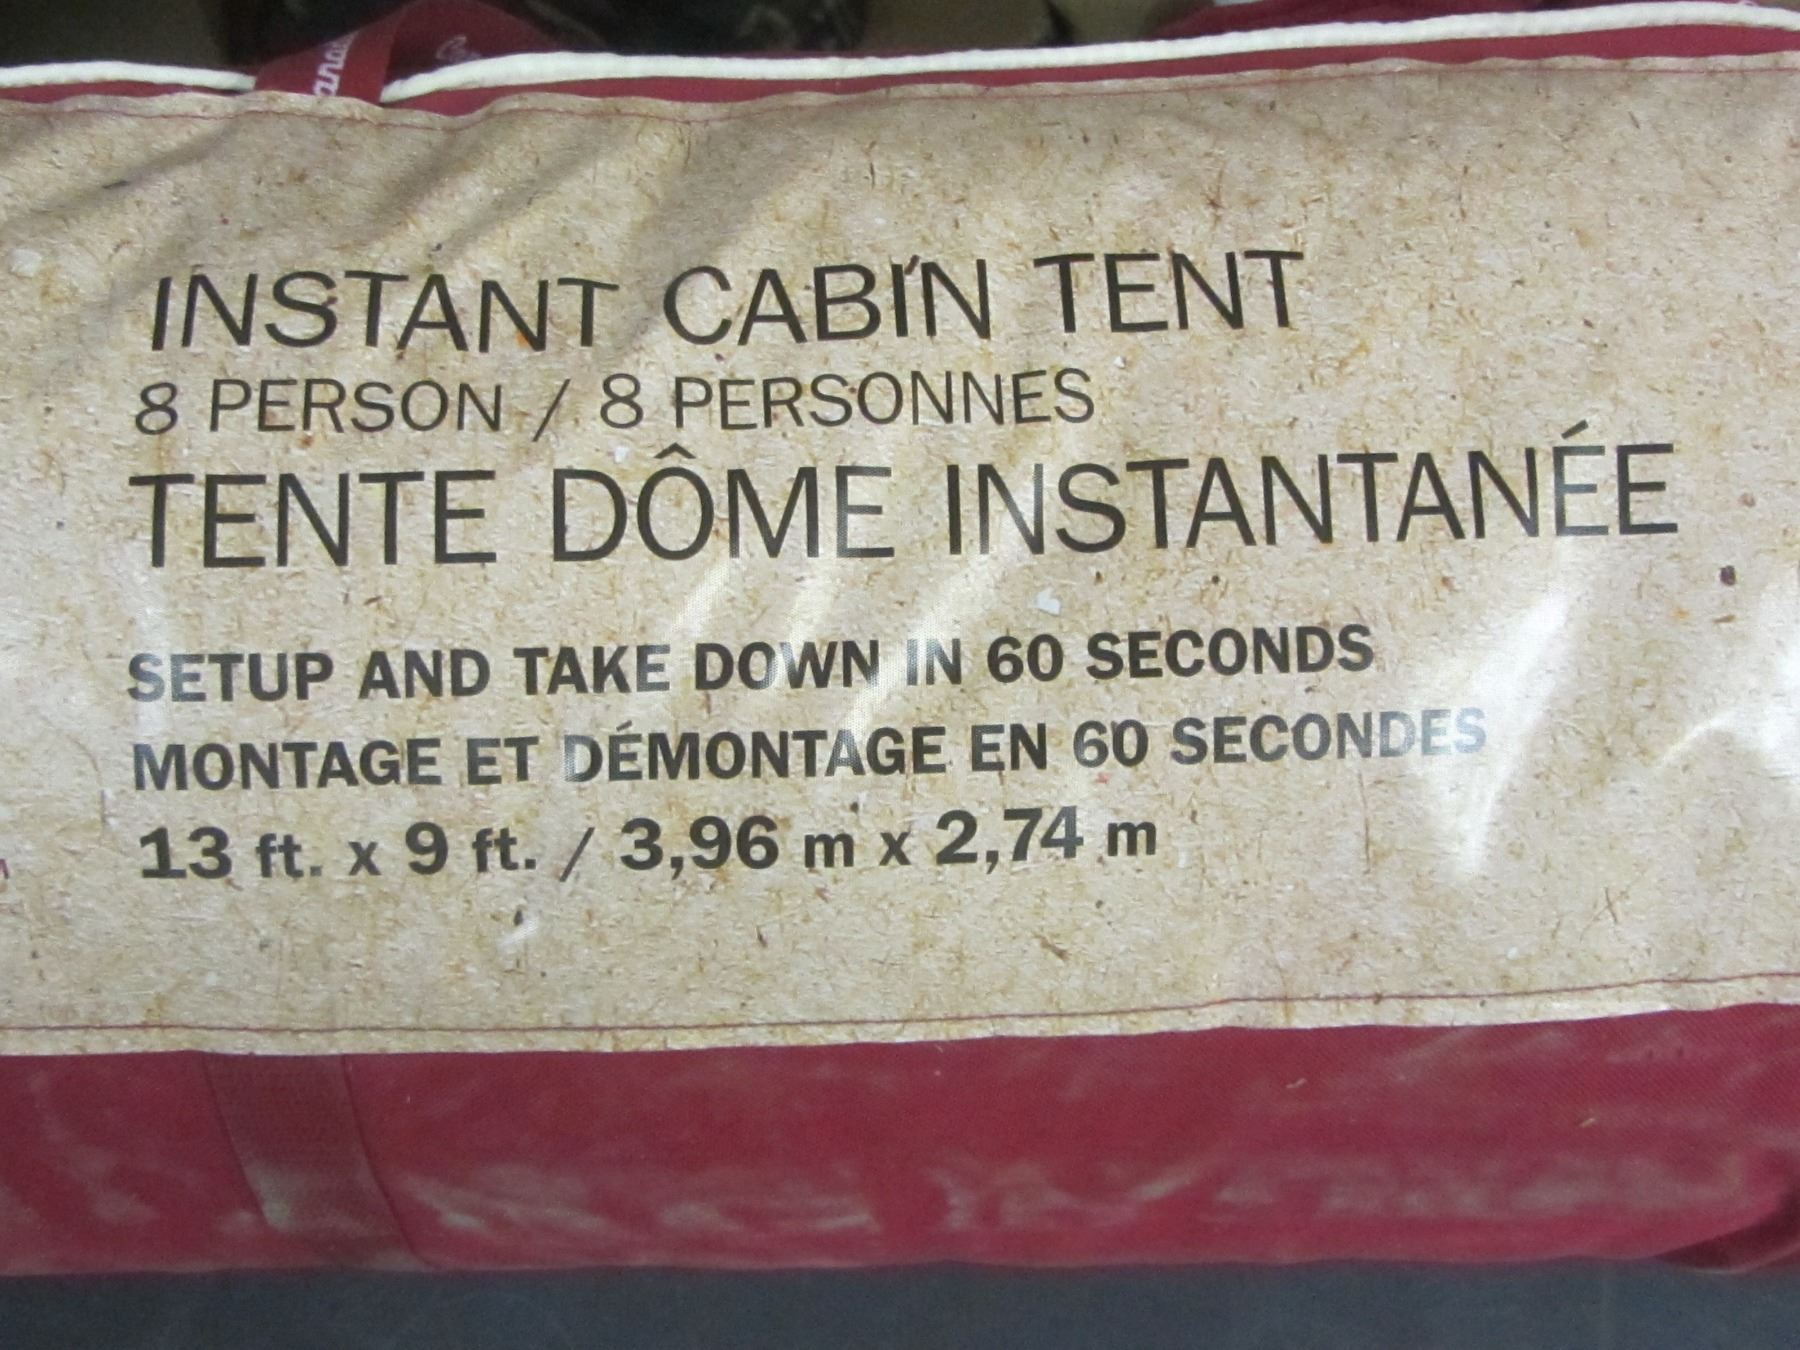 INSTANT CABIN TENT
8 PERSON / 8 PERSONNES
TENTE DÔME INSTANTANÉE
SETUP AND TAKE DOWN IN 60 SECONDS
MONTAGE ET DÉMONTAGE EN 60 SECONDES
13 ft. x 9 ft. / 3,96 m x 2,74 m